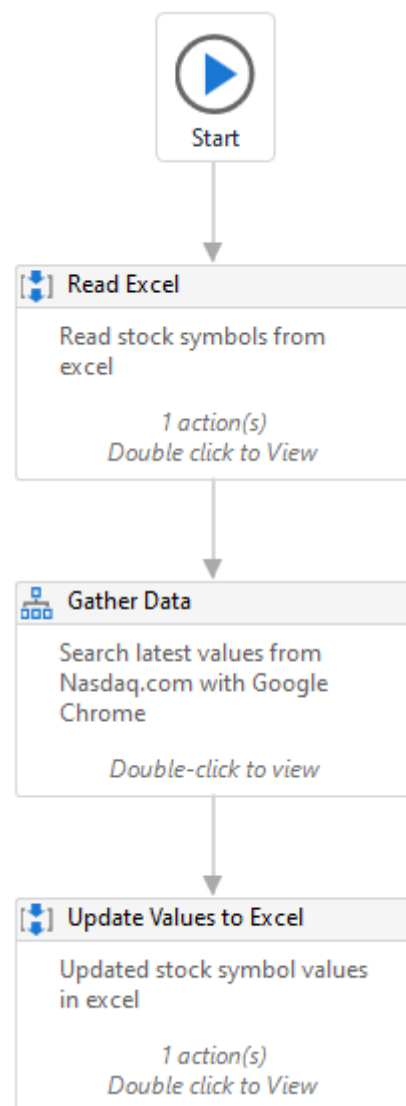 Start
Read Excel
Read stock symbols from
excel
1 action(s)
Double click to View
Gather Data
Search latest values from
Nasdaq.com with Google
Chrome
Double-click to view
Update Values to Excel
Updated stock symbol values
in excel
1 action(s)
Double click to View